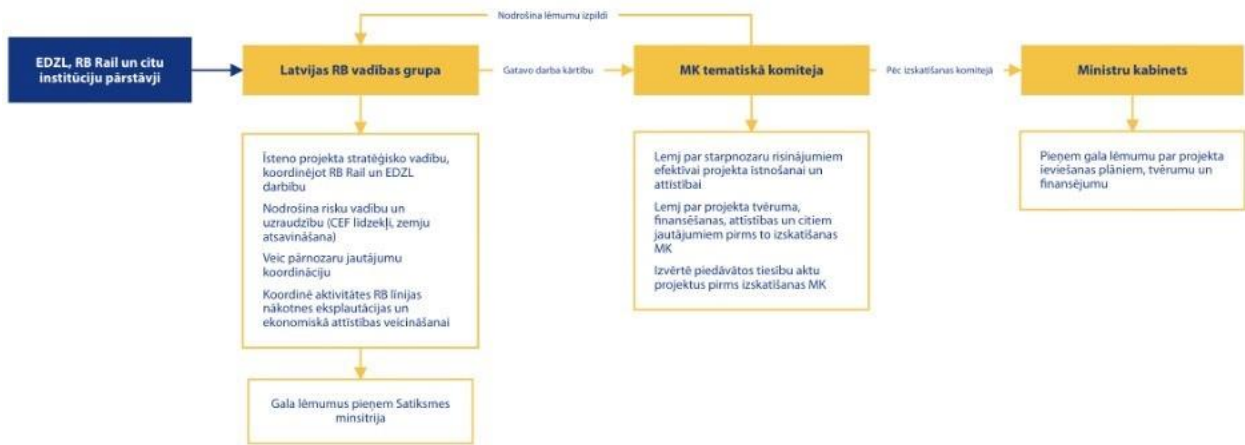 Nodrošina lēmumu izpildi
EDZL, RB Rail un citu
institūciju pārstāvji
Latvijas RB vadības grupa
Gatavo darba kārtību
MK tematiskā komiteja
Pēc izskatīšanas komitejā
Ministru kabinets
Īsteno projekta stratēģisko vadību,
koordinējot RB Rail un EDZL
darbību
Nodrošina risku vadību un
uzraudzību (CEF līdzekļi, zemju
atsavināšana)
Veic pārnozaru jautājumu
koordināciju
Koordinē aktivitātes RB līnijas
nākotnes eksplautācijas un
ekonomiskā attīstības veicināšanai
Gala lēmumus pieņem Satiksmes
minsitrija
Lemj par starpnozaru risinājumiem
efektīvai projekta īstnošanai un
attīstībai
Lemj par projekta tvēruma,
finansēšanas, attīstības un citiem
jautājumiem pirms to izskatīšanas
MK
Izvērtē piedāvātos tiesību aktu
projektus pirms izskatīšanas MK
Pieņem gala lēmumu par projekta
ieviešanas plāniem, tvērumu un
finansējumu